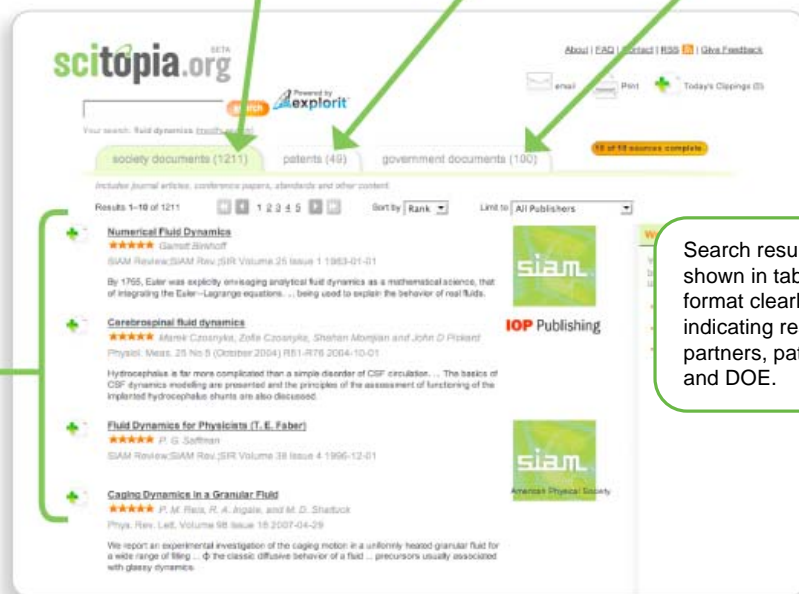 BETA
scitopia.org
About | FAQ | Contact | RSS | Give Feedback
email Print Today's Clippings (0)
search Powered by
explorit
Your search: fluid dynamics (modify search)
society documents (1211) patents (49) government documents (100)
10 of 10 sources complete
Includes journal articles, conference papers, standards and other content.
Results 1–10 of 1211 1 2 3 4 5 Sort by Rank Limit to All Publishers
Numerical Fluid Dynamics
Garrett Birkhoff
SIAM Review;SIAM Rev.;SIR Volume 25 Issue 1 1983-01-01
By 1765, Euler was explicity envisaging analytical fluid dynamics as a mathematical science, that
of integrating the Euler–Lagrange equations. ... being used to explain the behavior of real fluids.
siam
Cerebrospinal fluid dynamics
Marek Czosnyka, Zofia Czosnyka, Shahan Momjian and John D Pickard
Physiol. Meas. 25 No 5 (October 2004) R51-R76 2004-10-01
Hydrocephalus is far more complicated than a simple disorder of CSF circulation. ... The basics of
CSF dynamics modelling are presented and the principles of the assessment of functioning of the
implanted hydrocephalus shunts are also discussed.
IOP Publishing
Fluid Dynamics for Physicists (T. E. Faber)
P. G. Saffman
SIAM Review;SIAM Rev.;SIR Volume 38 Issue 4 1996-12-01
siam
Caging Dynamics in a Granular Fluid
P. M. Reis, R. A. Ingale, and M. D. Shattuck
Phys. Rev. Lett. Volume 98 Issue 18 2007-04-29
We report an experimental investigation of the caging motion in a uniformly heated granular fluid for
a wide range of filling ... ϕ the classic diffusive behavior of a fluid ... precursors usually associated
with glassy dynamics.
American Physical Society
Search resu
shown in tab
format clearl
indicating re
partners, pat
and DOE.